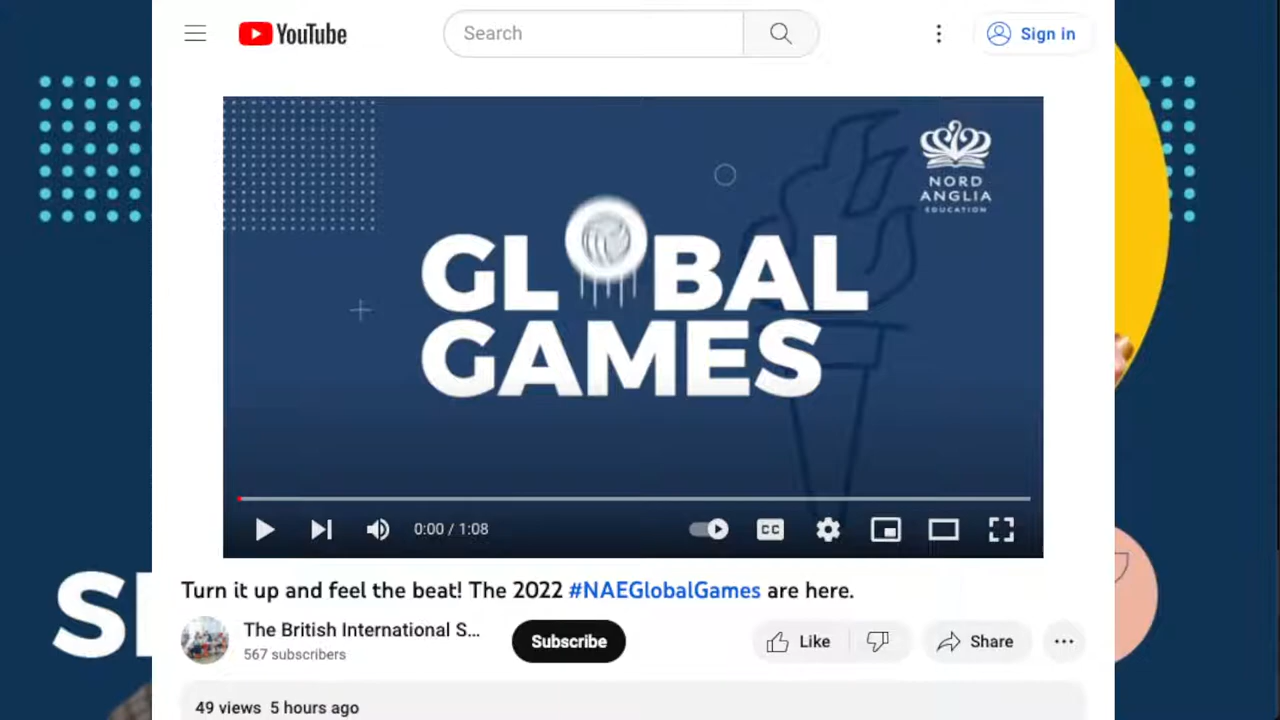 YouTube
Search
Sign in
NORD
ANGLIA
EDUCATION
GLOBAL
GAMES
0:00 / 1:08
CC
Turn it up and feel the beat! The 2022 #NAEGlobalGames are here.
The British International S...
567 subscribers
Subscribe
Like
Share
49 views 5 hours ago